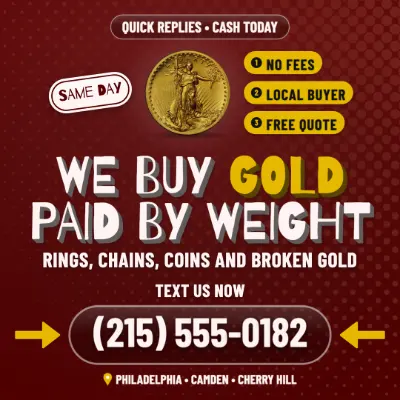 QUICK REPLIES • CASH TODAY
SAME DAY
1 NO FEES
2 LOCAL BUYER
3 FREE QUOTE
WE BUY GOLD
PAID BY WEIGHT
RINGS, CHAINS, COINS AND BROKEN GOLD
TEXT US NOW
(215) 555-0182
PHILADELPHIA • CAMDEN • CHERRY HILL